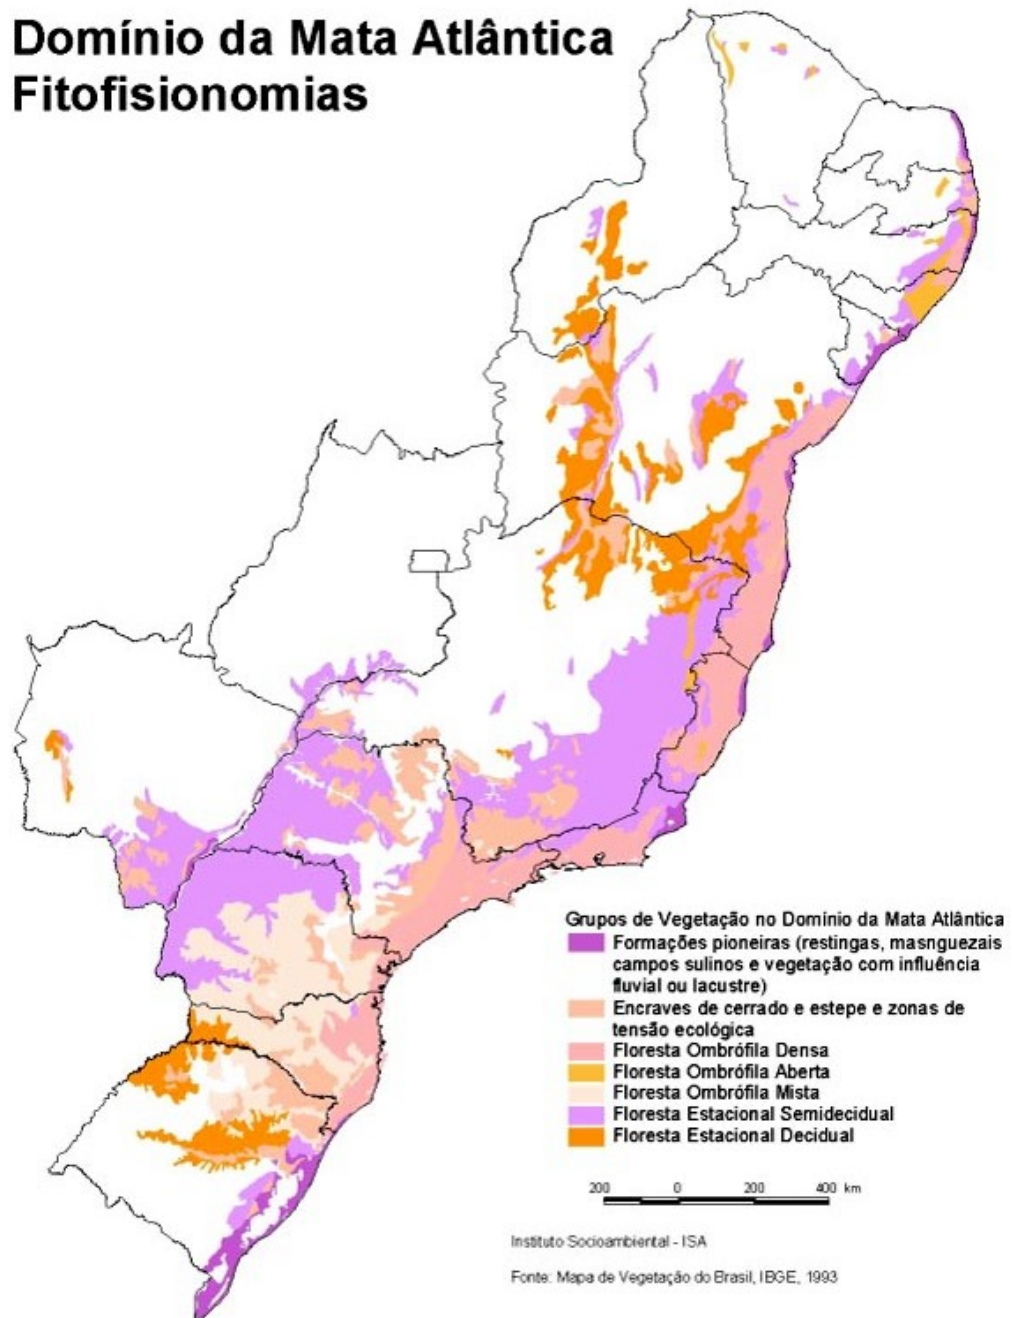 Domínio da Mata Atlântica
Fitofisionomias
Grupos de Vegetação no Domínio da Mata Atlântica
Formações pioneiras (restingas, masnguezais
campos sulinos e vegetação com influência
fluvial ou lacustre)
Encraves de cerrado e estepe e zonas de
tensão ecológica
Floresta Ombrófila Densa
Floresta Ombrófila Aberta
Floresta Ombrófila Mista
Floresta Estacional Semidecidual
Floresta Estacional Decidual
200 0 200 400 km
Instituto Socioambiental - ISA
Fonte: Mapa de Vegetação do Brasil, IBGE, 1993